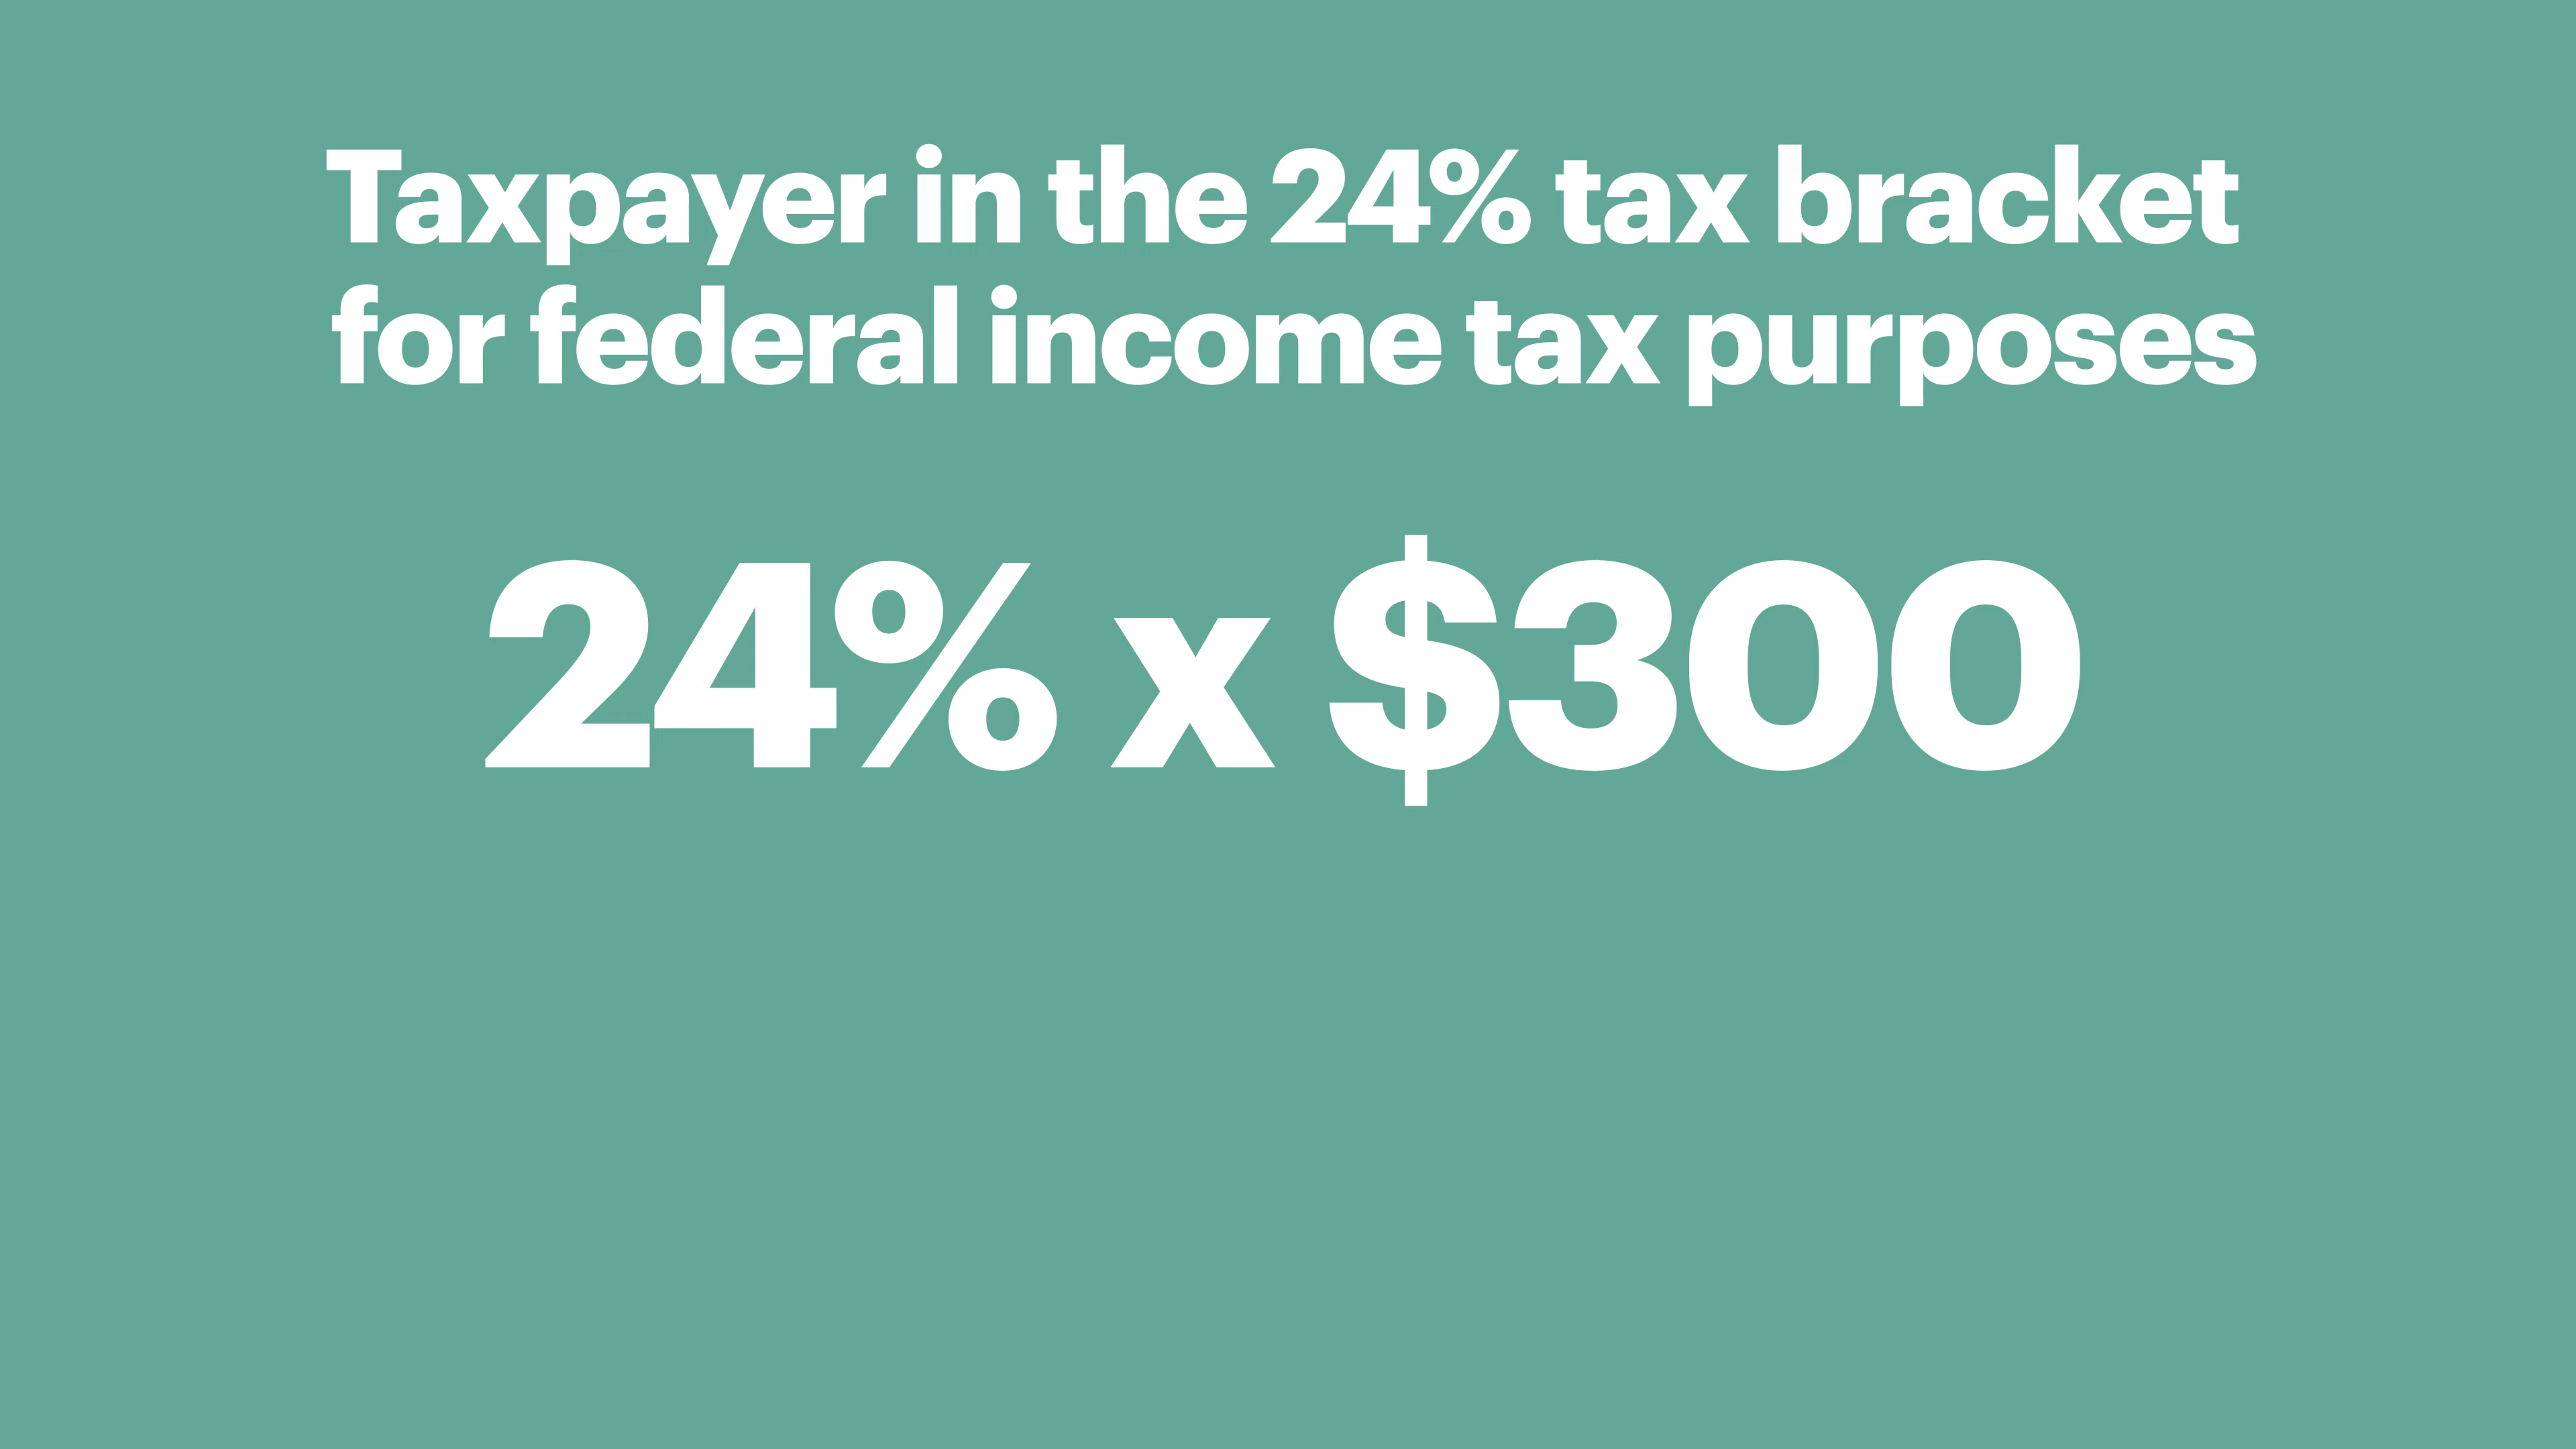 Taxpayer in the 24% tax bracket
for federal income tax purposes
24% x $300